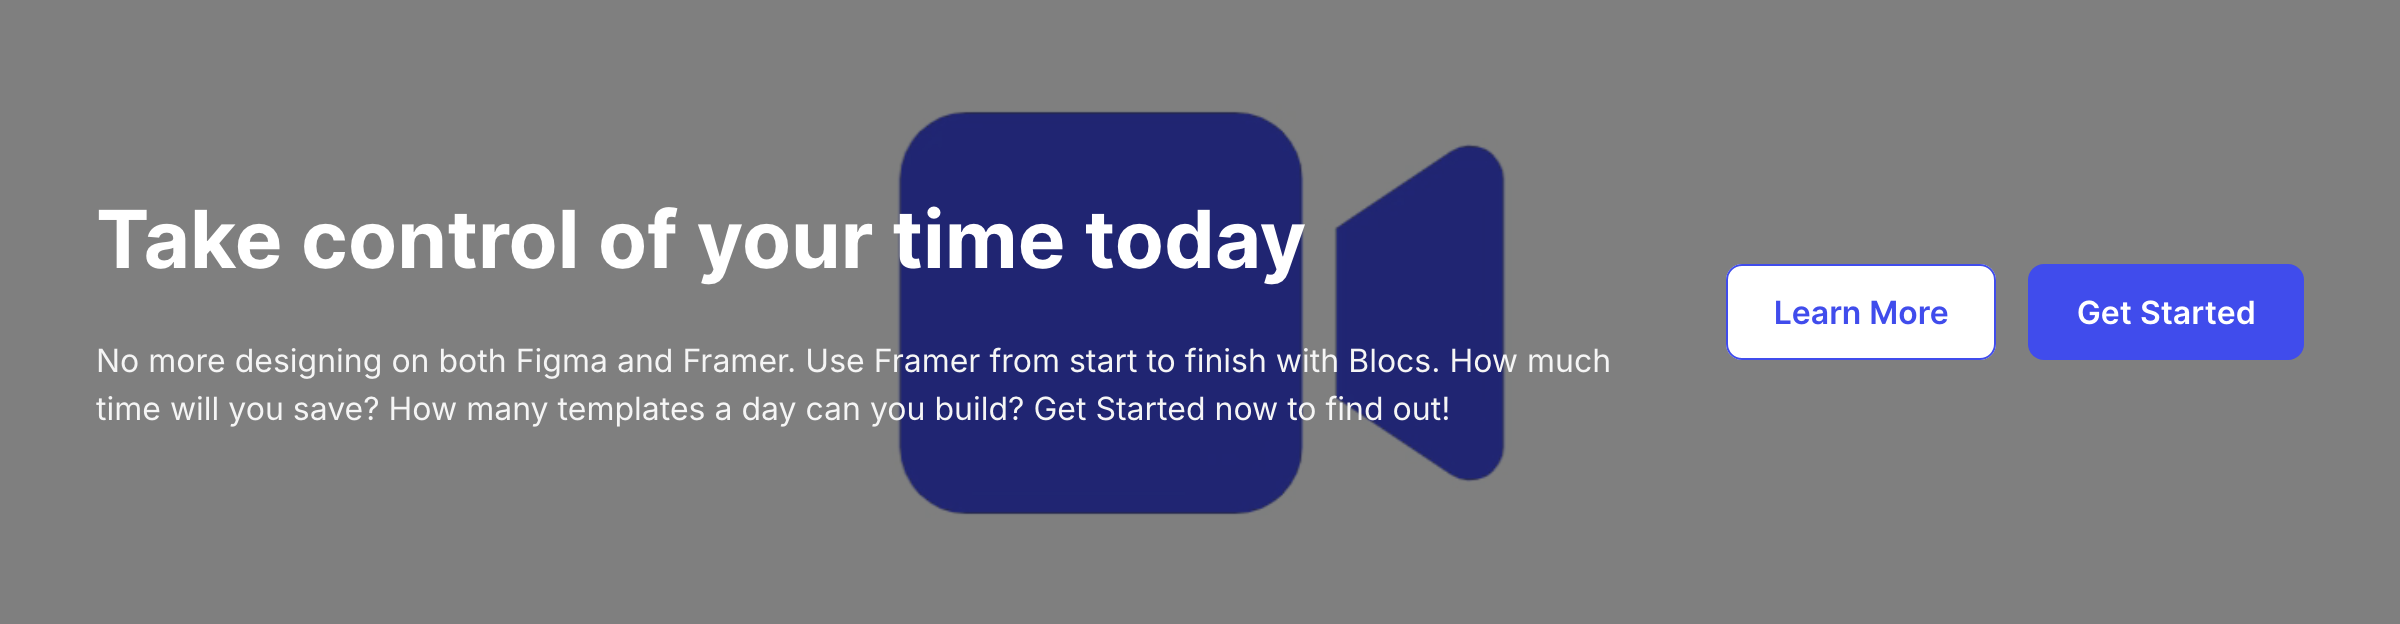 Take control of your time today
No more designing on both Figma and Framer. Use Framer from start to finish with Blocs. How much
time will you save? How many templates a day can you build? Get Started now to find out!
Learn More
Get Started